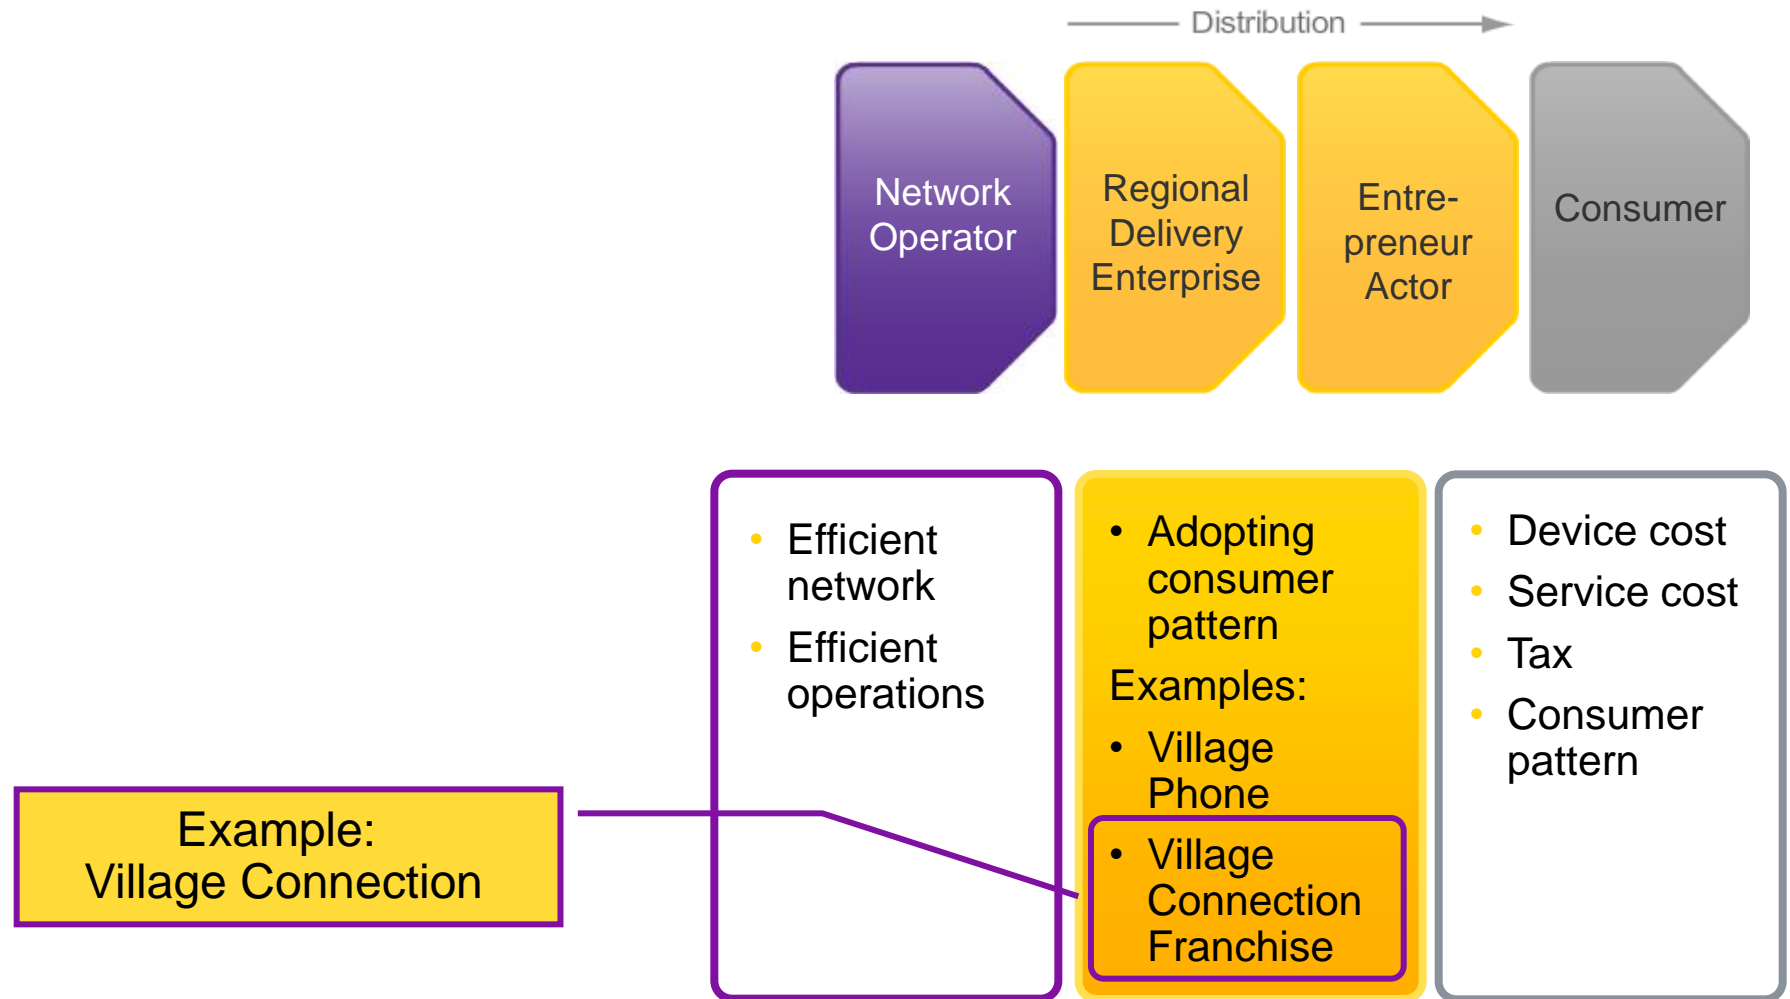 Distribution
Network
Operator
Regional
Delivery
Enterprise
Entre-
preneur
Actor
Consumer
• Efficient
network
• Efficient
operations
• Adopting
consumer
pattern
Examples:
• Village
Phone
• Village
Connection
Franchise
• Device cost
• Service cost
• Tax
• Consumer
pattern
Example:
Village Connection